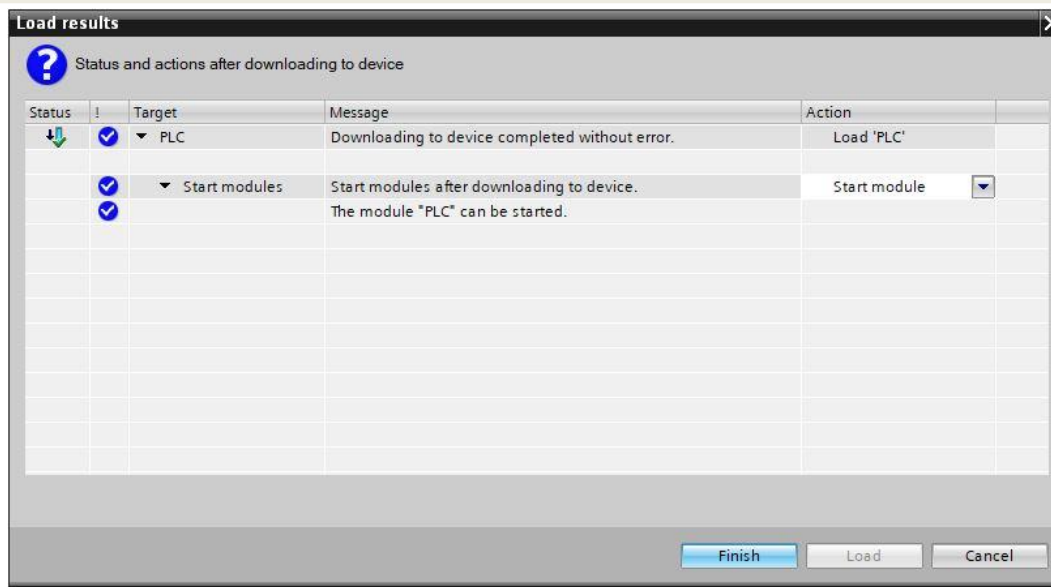 Load results
Status and actions after downloading to device
Status ! Target Message Action
PLC Downloading to device completed without error. Load 'PLC'
Start modules Start modules after downloading to device. Start module
The module "PLC" can be started.
Finish Load Cancel